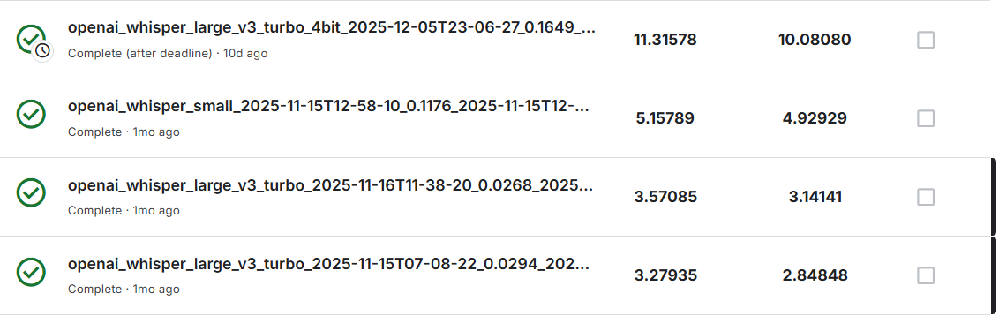 openai_whisper_large_v3_turbo_4bit_2025-12-05T23-06-27_0.1649_...
11.31578
10.08080
Complete (after deadline) · 10d ago
openai_whisper_small_2025-11-15T12-58-10_0.1176_2025-11-15T12-...
5.15789
4.92929
Complete · 1mo ago
openai_whisper_large_v3_turbo_2025-11-16T11-38-20_0.0268_2025...
3.57085
3.14141
Complete · 1mo ago
openai_whisper_large_v3_turbo_2025-11-15T07-08-22_0.0294_202...
3.27935
2.84848
Complete · 1mo ago